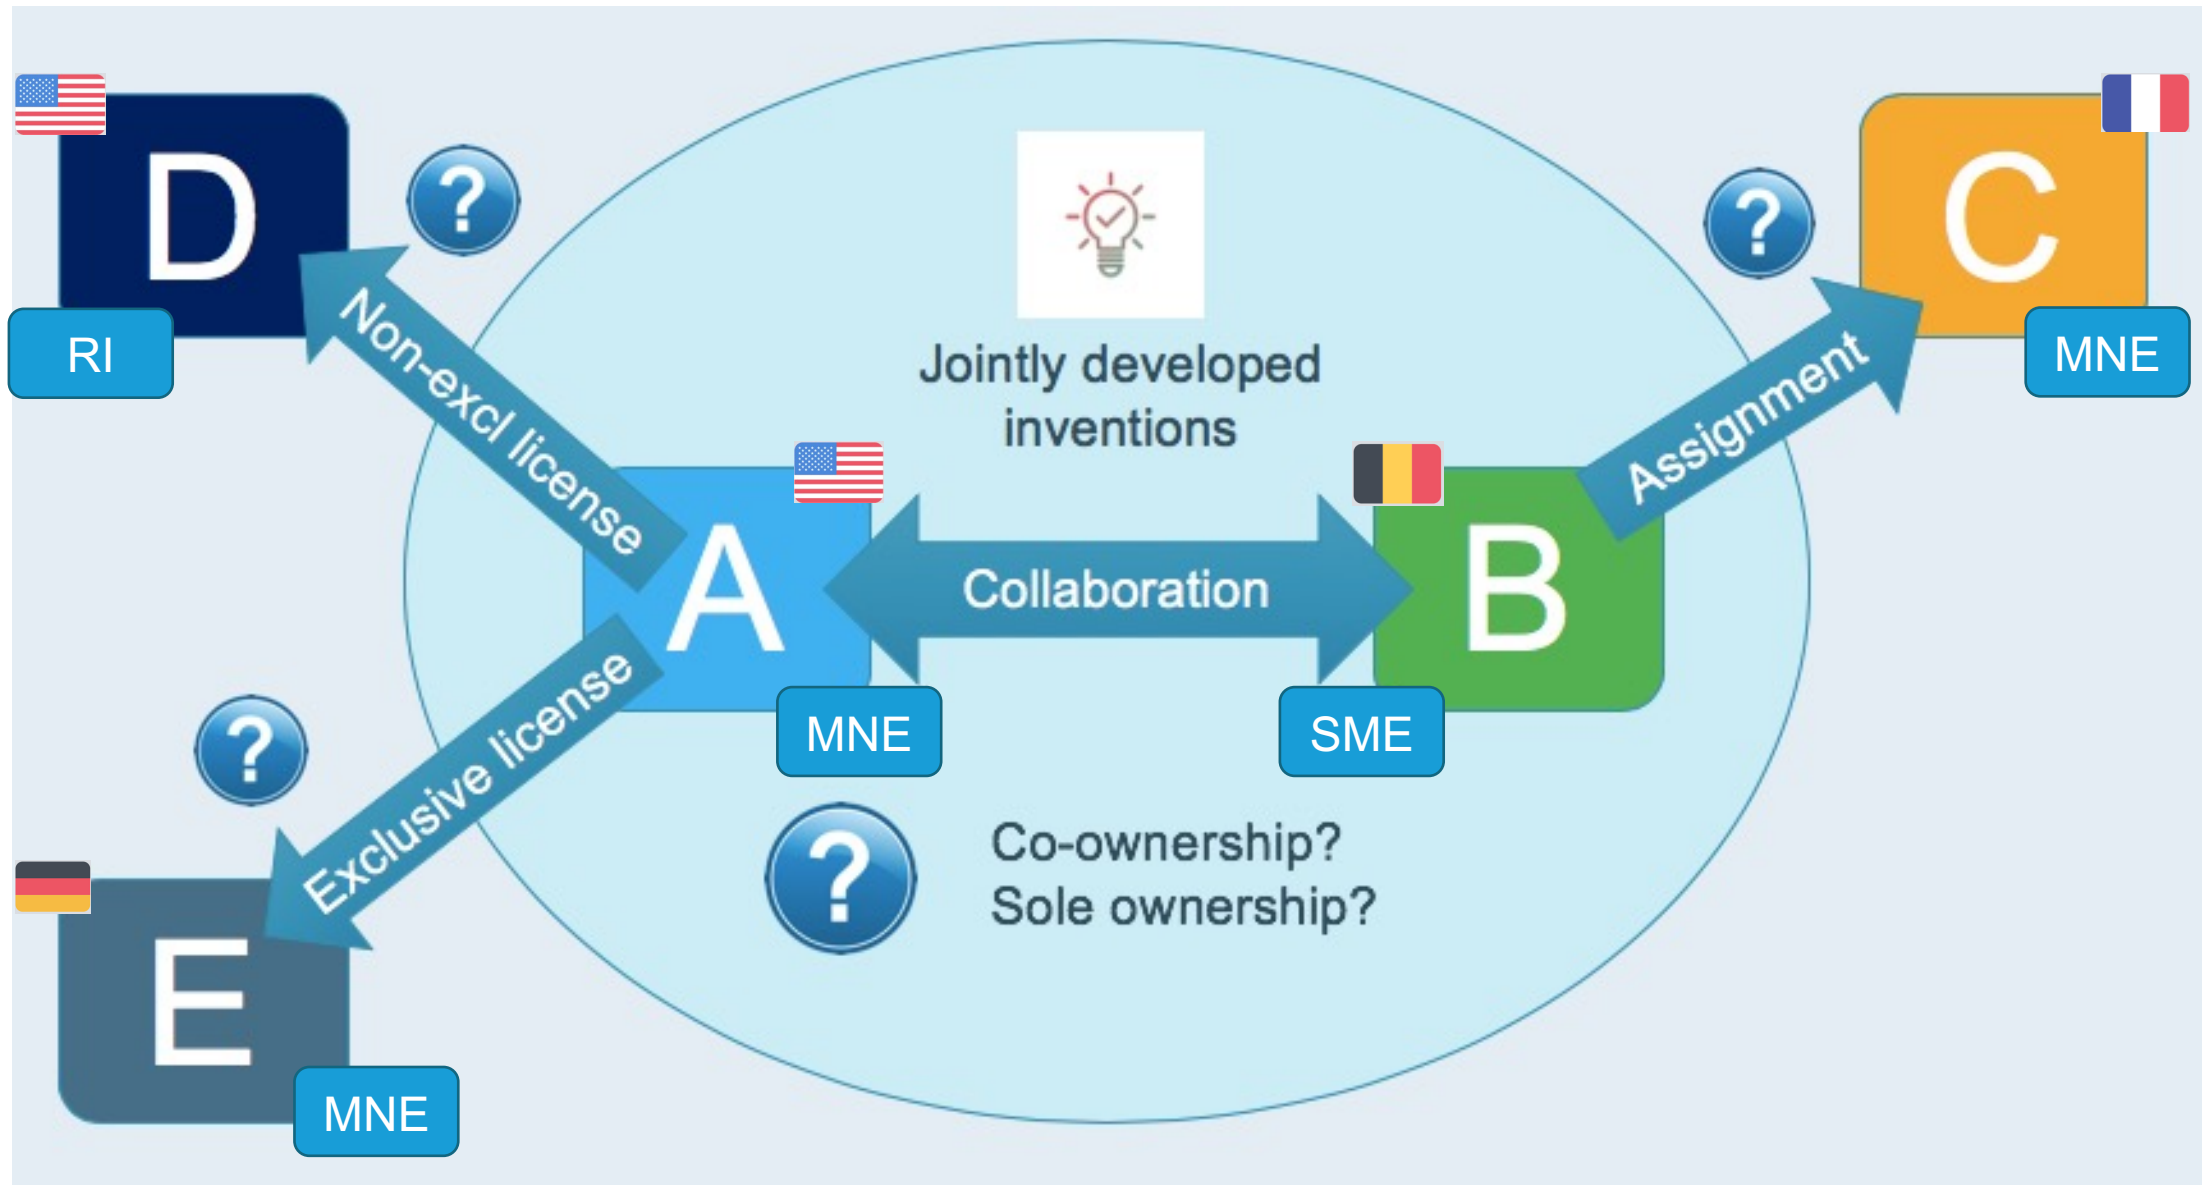 D
RI
?
Non-excl license
Jointly developed
inventions
?
C
MNE
Assignment
A
MNE
Collaboration
B
SME
?
Exclusive license
E
MNE
?
Co-ownership?
Sole ownership?